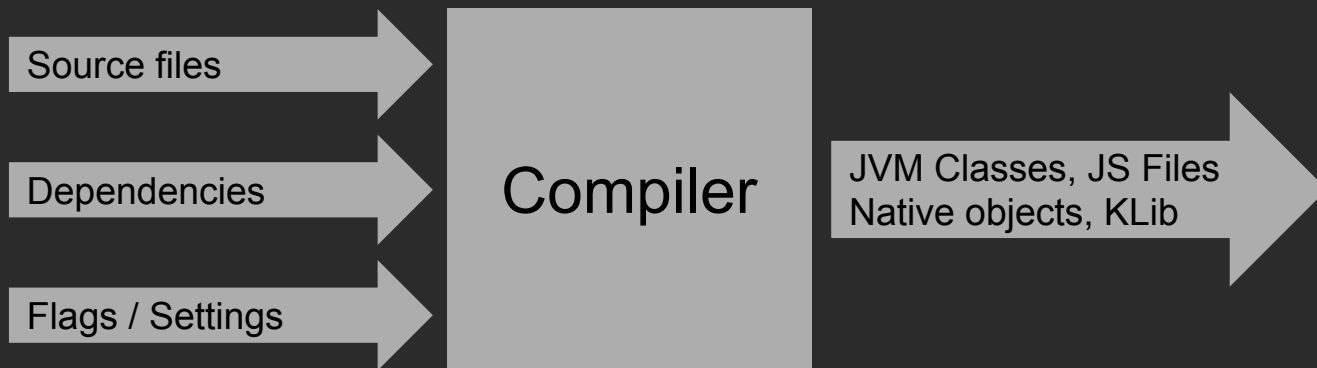 Source files
Dependencies
Flags / Settings
Compiler
JVM Classes, JS Files
Native objects, KLib